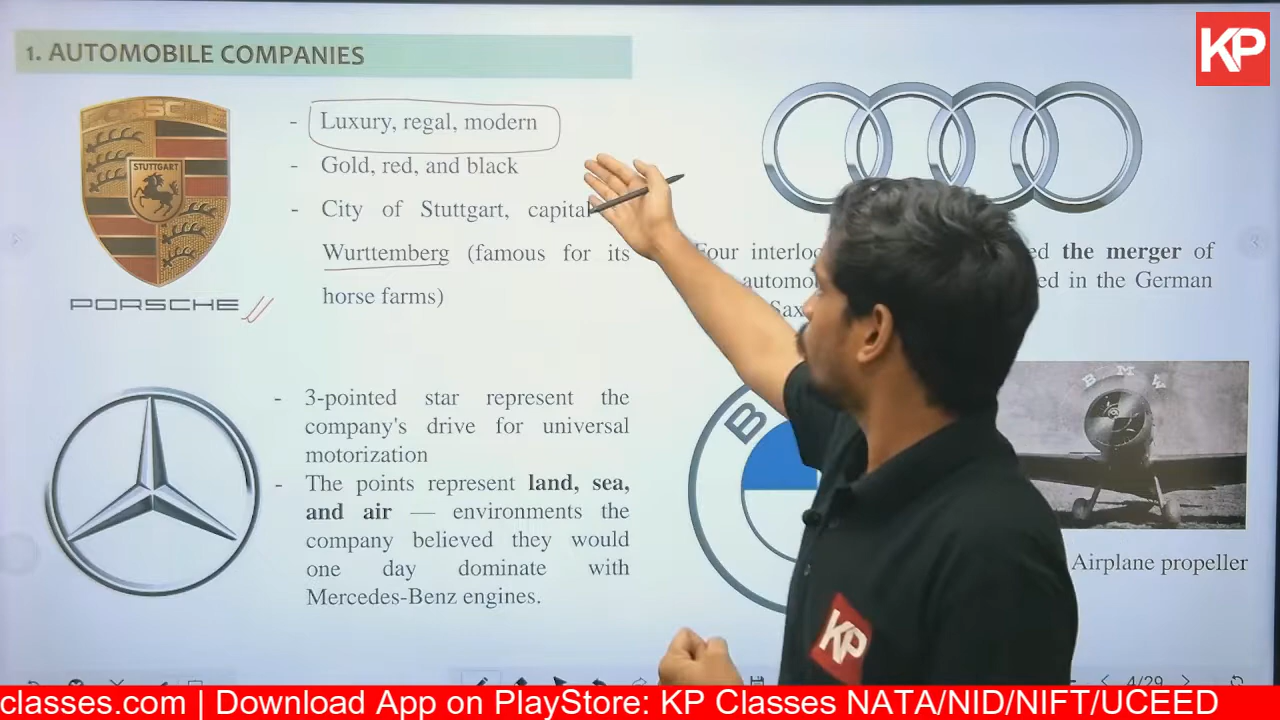 KP
1. AUTOMOBILE COMPANIES
STUTTGART
PORSCHE
- Luxury, regal, modern
- Gold, red, and black
- City of Stuttgart, capital
Wurttemberg (famous for its
horse farms)
- 3-pointed star represent the
company's drive for universal
motorization
- The points represent land, sea,
and air — environments the
company believed they would
one day dominate with
Mercedes-Benz engines.
Four
the merger of
in the German
B
B M W
Airplane propeller
KP
4/29
classes.com | Download App on PlayStore: KP Classes NATA/NID/NIFT/UCEED